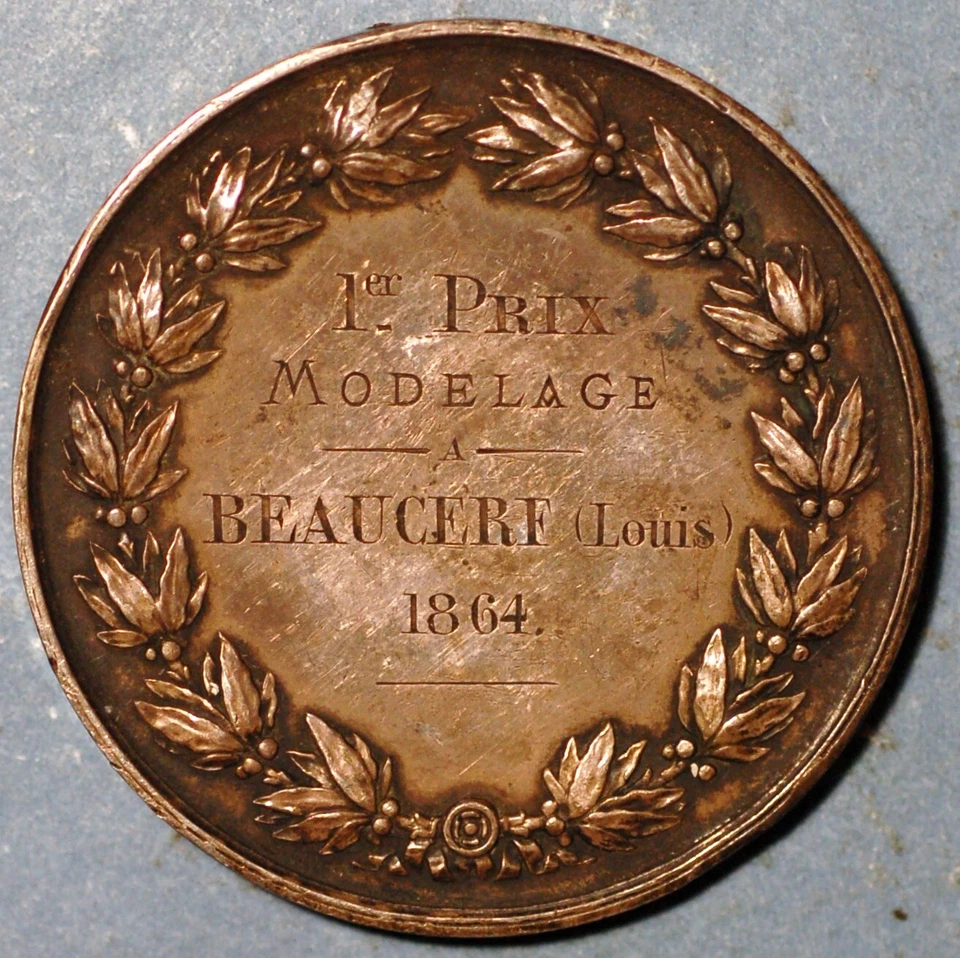 1er. PRIX
MODELAGE
A
BEAUCERF (Louis)
1864.